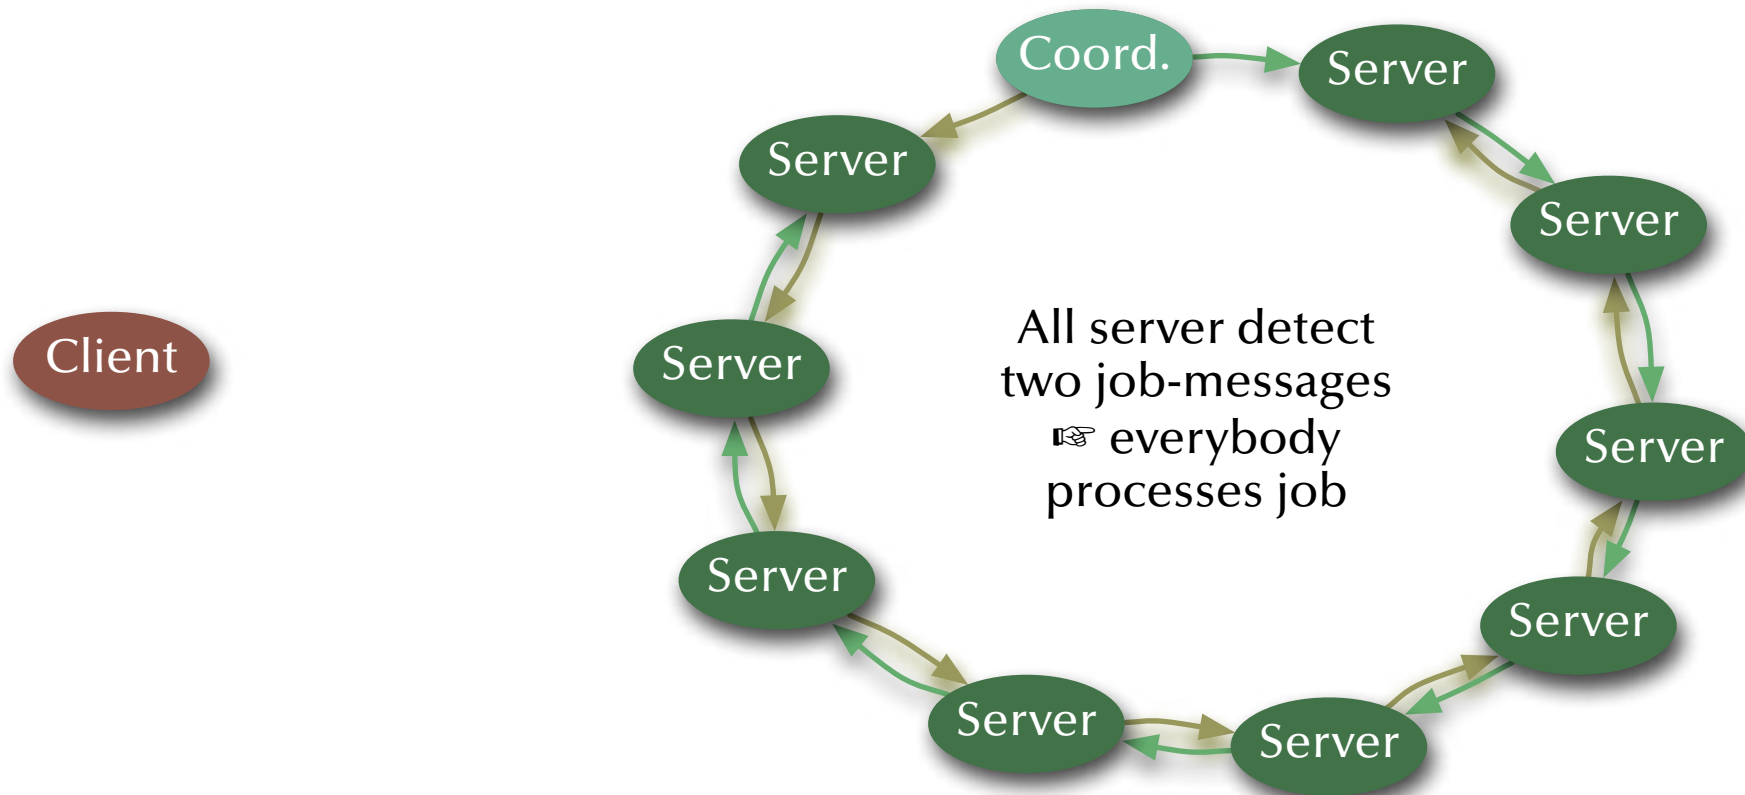 Coord.
Server
Server
Server
Client
Server
All server detect
two job-messages
☞ everybody
processes job
Server
Server
Server
Server
Server